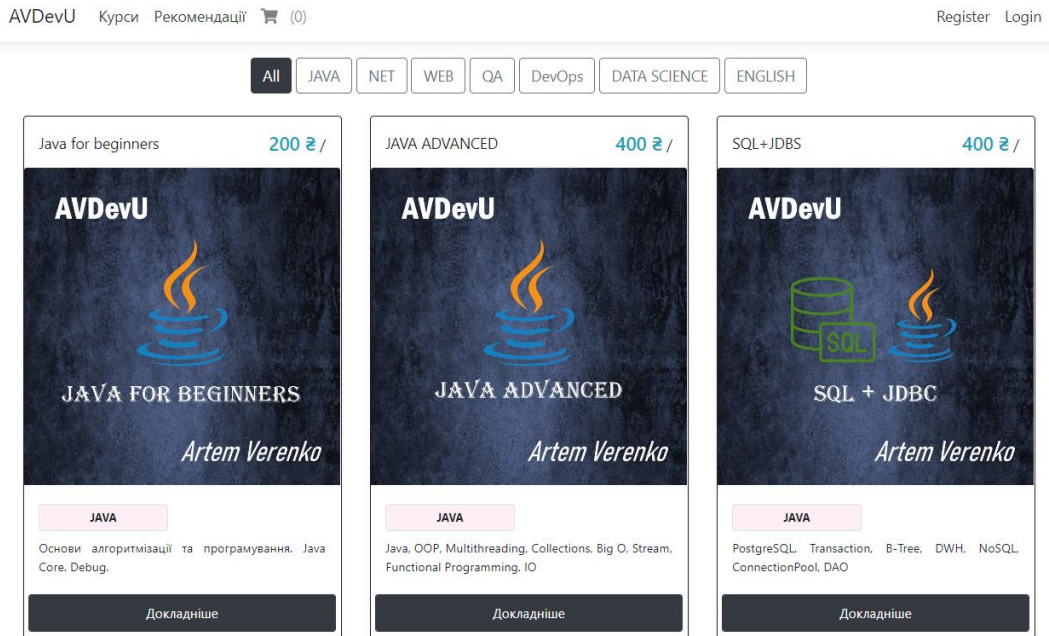 AVDevU Курси Рекомендації (0) Register Login
All JAVA NET WEB QA DevOps DATA SCIENCE ENGLISH
Java for beginners 200 ₴ /
AVDevU
JAVA FOR BEGINNERS
Artem Verenko
JAVA
Основи алгоритмізації та програмування. Java
Core. Debug.
Докладніше
JAVA ADVANCED 400 ₴ /
AVDevU
JAVA ADVANCED
Artem Verenko
JAVA
Java, OOP, Multithreading, Collections, Big O, Stream,
Functional Programming, IO
Докладніше
SQL+JDBS 400 ₴ /
AVDevU
SQL
SQL + JDBC
Artem Verenko
JAVA
PostgreSQL, Transaction, B-Tree, DWH, NoSQL,
ConnectionPool, DAO
Докладніше